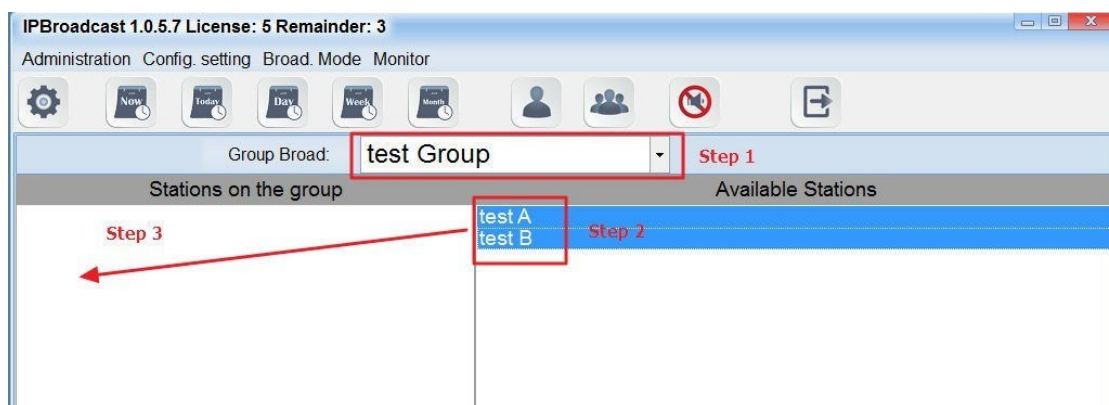 IPBroadcast 1.0.5.7 License: 5 Remainder: 3
Administration Config. setting Broad. Mode Monitor
Now Today Day Week Month
Group Broad: test Group Step 1
Stations on the group Available Stations
test A
Step 3 test B Step 2